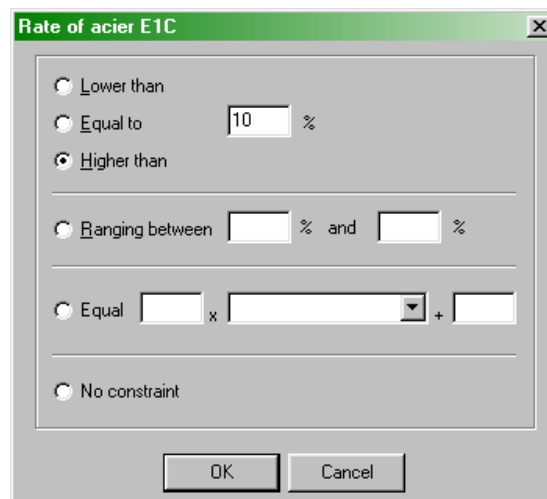 Rate of acier E1C
Lower than
Equal to 10 %
Higher than
Ranging between % and %
Equal x +
No constraint
OK Cancel